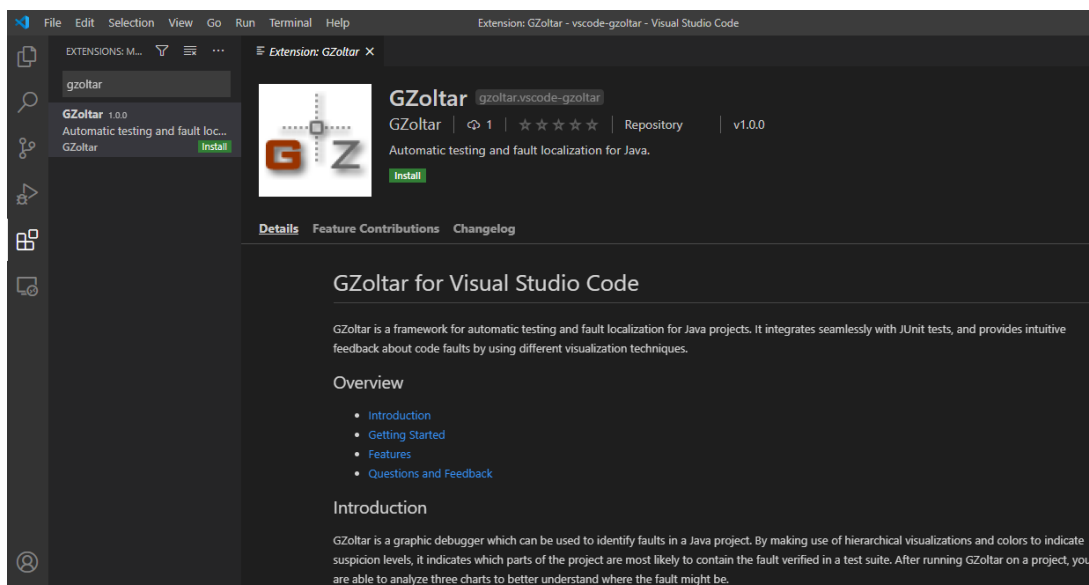 File Edit Selection View Go Run Terminal Help
Extension: GZoltar - vscode-gzoltar - Visual Studio Code
EXTENSIONS: M...
Extension: GZoltar
gzoltar
GZoltar 1.0.0
Automatic testing and fault loc...
GZoltar
Install
G Z
GZoltar gzoltar.vscode-gzoltar
GZoltar 1 Repository v1.0.0
Automatic testing and fault localization for Java.
Install
Details Feature Contributions Changelog
GZoltar for Visual Studio Code
GZoltar is a framework for automatic testing and fault localization for Java projects. It integrates seamlessly with JUnit tests, and provides intuitive
feedback about code faults by using different visualization techniques.
Overview
• Introduction
• Getting Started
• Features
• Questions and Feedback
Introduction
GZoltar is a graphic debugger which can be used to identify faults in a Java project. By making use of hierarchical visualizations and colors to indicate
suspicion levels, it indicates which parts of the project are most likely to contain the fault verified in a test suite. After running GZoltar on a project, you
are able to analyze three charts to better understand where the fault might be.